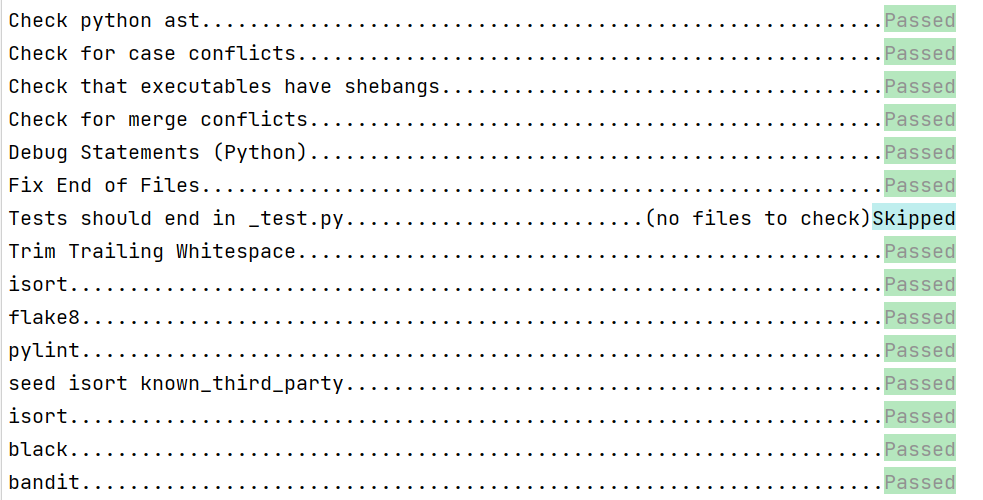 Check python ast.........................................................Passed
Check for case conflicts.................................................Passed
Check that executables have shebangs.....................................Passed
Check for merge conflicts................................................Passed
Debug Statements (Python)................................................Passed
Fix End of Files.........................................................Passed
Tests should end in _test.py.........................(no files to check)Skipped
Trim Trailing Whitespace.................................................Passed
isort....................................................................Passed
flake8...................................................................Passed
pylint...................................................................Passed
seed isort known_third_party.............................................Passed
isort....................................................................Passed
black....................................................................Passed
bandit...................................................................Passed